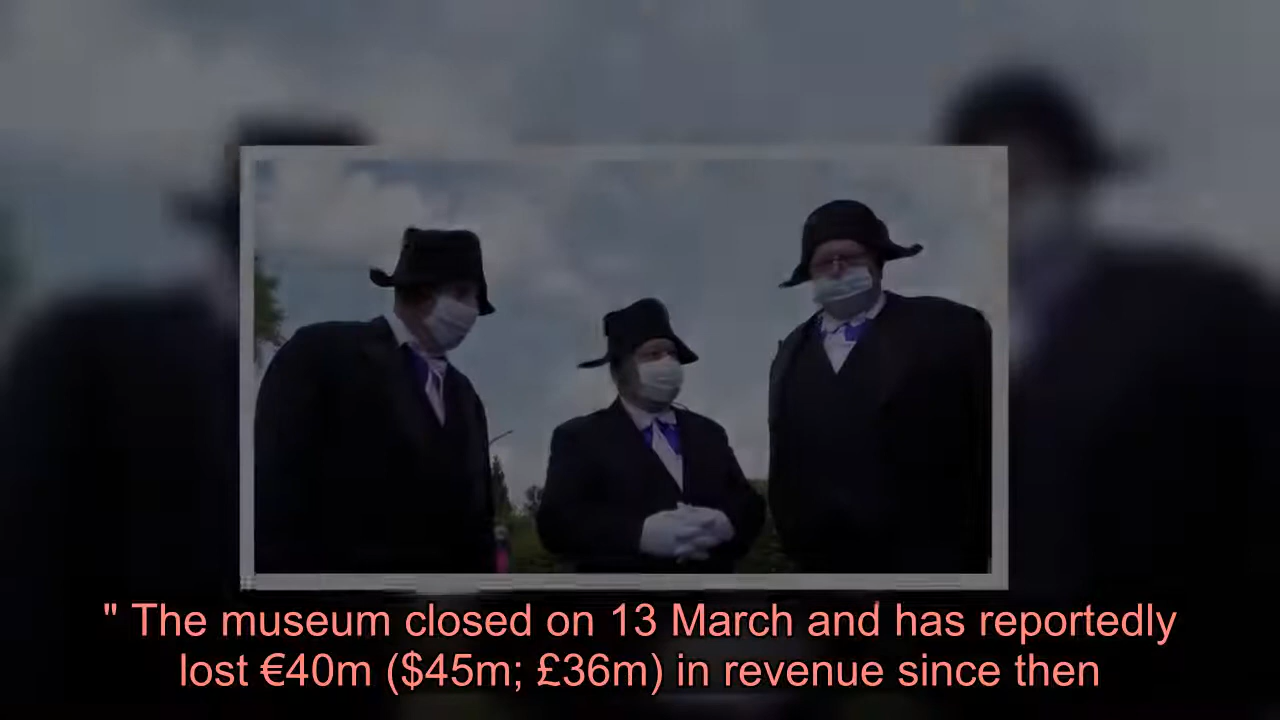 " The museum closed on 13 March and has reportedly
lost €40m ($45m; £36m) in revenue since then